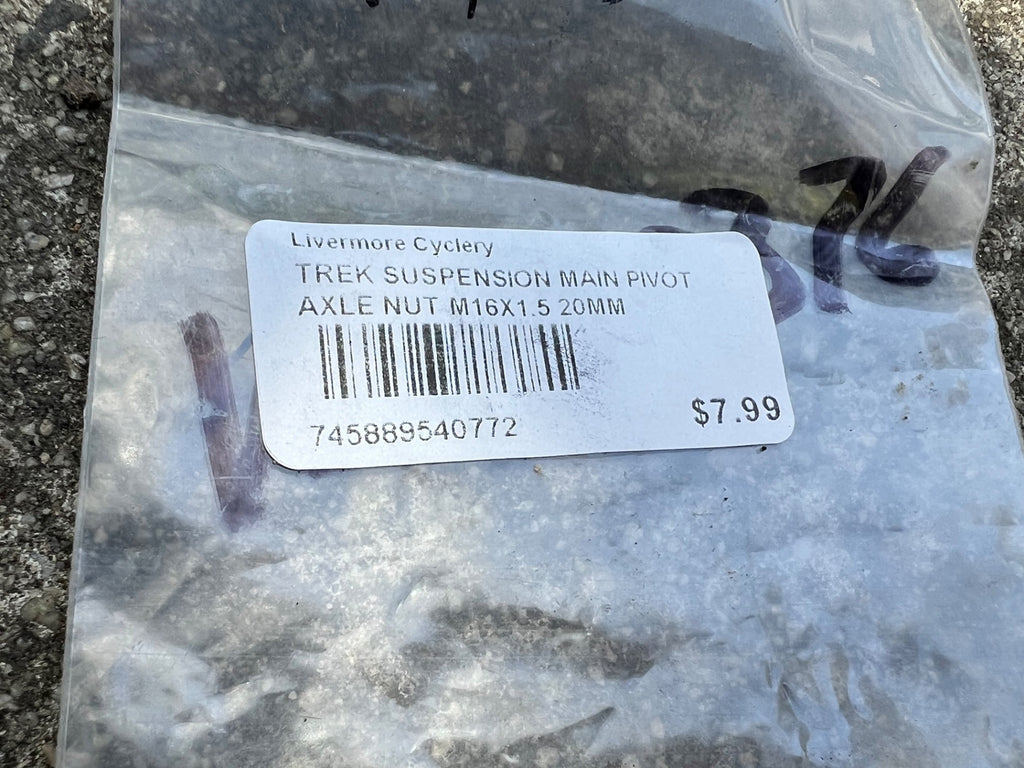 Livermore Cyclery
TREK SUSPENSION MAIN PIVOT
AXLE NUT M16X1.5 20MM
745889540772
$7.99